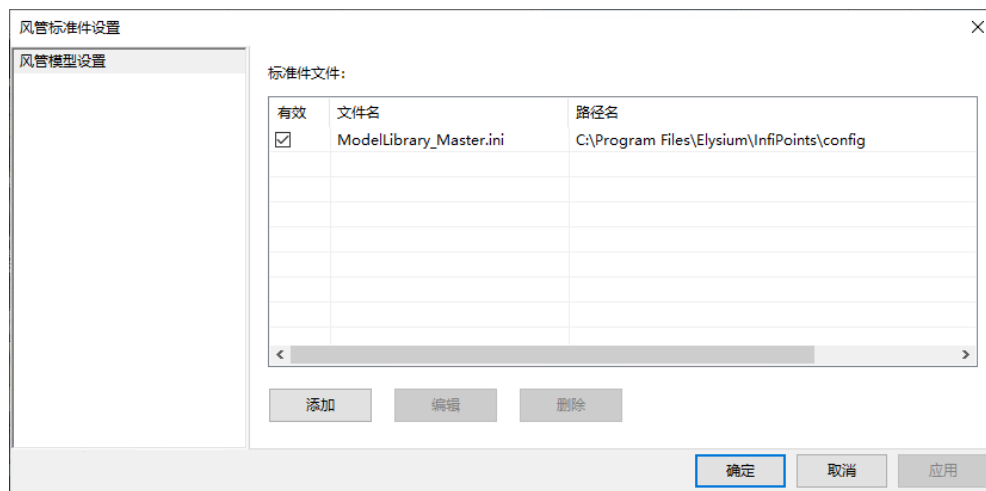 风管标准件设置
风管模型设置
标准件文件:
有效 文件名 路径名
ModelLibrary_Master.ini C:\Program Files\Elysium\InfiPoints\config
添加 编辑 删除
确定 取消 应用